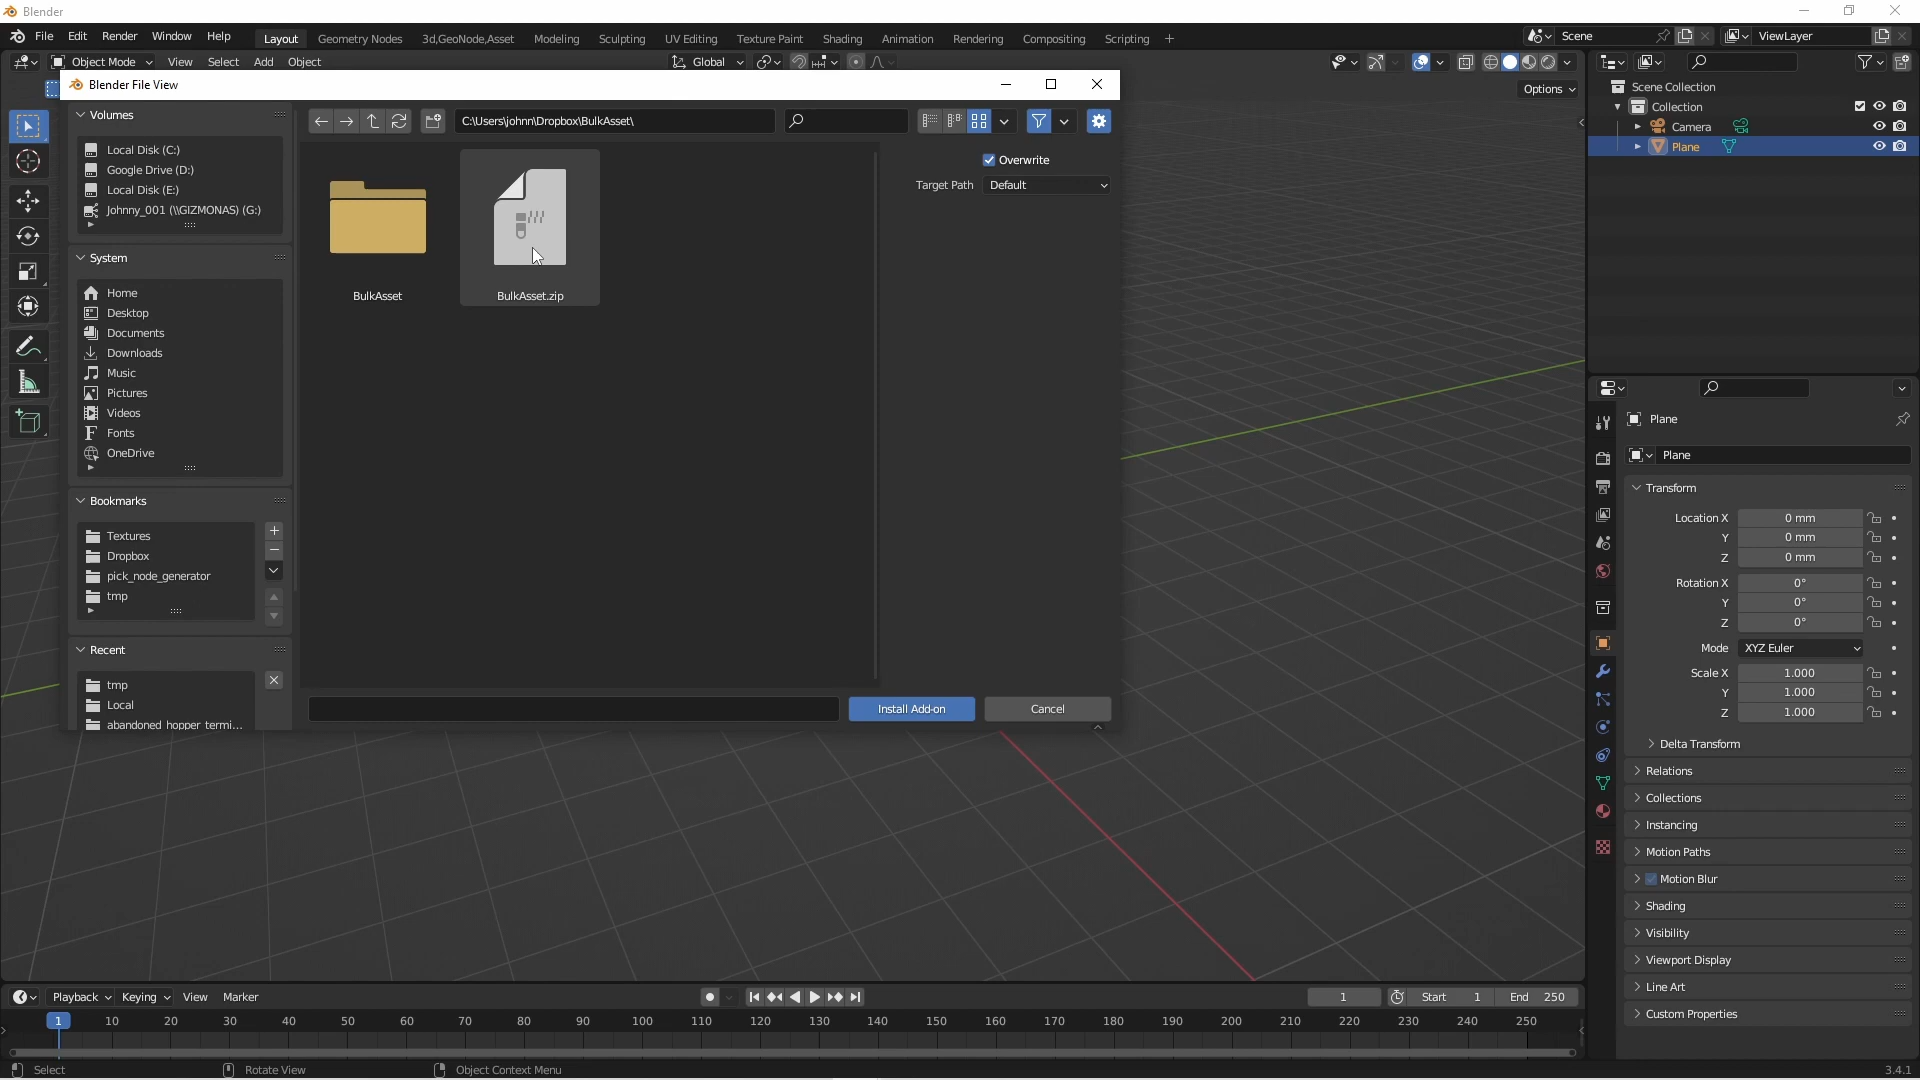 Blender
File Edit Render Window Help Layout Geometry Nodes 3d,GeoNode,Asset Modeling Sculpting UV Editing Texture Paint Shading Animation Rendering Compositing Scripting + Scene ViewLayer
Object Mode View Select Add Object Global
Options
Blender File View
Volumes
Local Disk (C:)
Google Drive (D:)
Local Disk (E:)
Johnny_001 (\\GIZMONAS) (G:)
System
Home
Desktop
Documents
Downloads
Music
Pictures
Videos
Fonts
OneDrive
Bookmarks
Textures
Dropbox
pick_node_generator
tmp
Recent
tmp
Local
abandoned_hopper_termi...
C:\Users\johnn\Dropbox\BulkAsset\
BulkAsset
BulkAsset.zip
Overwrite
Target Path Default
Install Add-on Cancel
Scene Collection
Collection
Camera
Plane
Plane
Plane
Transform
Location X 0 mm
Y 0 mm
Z 0 mm
Rotation X 0°
Y 0°
Z 0°
Mode XYZ Euler
Scale X 1.000
Y 1.000
Z 1.000
Delta Transform
Relations
Collections
Instancing
Motion Paths
Motion Blur
Shading
Visibility
Viewport Display
Line Art
Custom Properties
Playback Keying View Marker 1 Start 1 End 250
1 10 20 30 40 50 60 70 80 90 100 110 120 130 140 150 160 170 180 190 200 210 220 230 240 250
Select Rotate View Object Context Menu 3.4.1